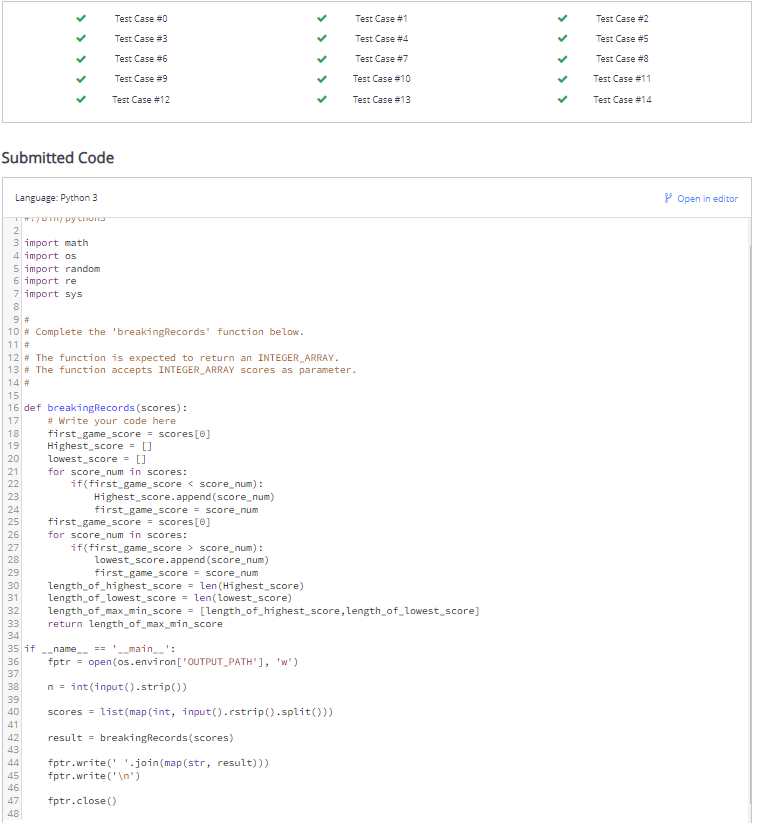 Test Case #0 Test Case #1 Test Case #2
Test Case #3 Test Case #4 Test Case #5
Test Case #6 Test Case #7 Test Case #8
Test Case #9 Test Case #10 Test Case #11
Test Case #12 Test Case #13 Test Case #14
Submitted Code
Language: Python 3 Open in editor
1 #!/bin/python3
2
3 import math
4 import os
5 import random
6 import re
7 import sys
8
9 #
10 # Complete the 'breakingRecords' function below.
11 #
12 # The function is expected to return an INTEGER_ARRAY.
13 # The function accepts INTEGER_ARRAY scores as parameter.
14 #
15
16 def breakingRecords(scores):
17     # Write your code here
18     first_game_score = scores[0]
19     Highest_score = []
20     lowest_score = []
21     for score_num in scores:
22         if(first_game_score < score_num):
23             Highest_score.append(score_num)
24             first_game_score = score_num
25     first_game_score = scores[0]
26     for score_num in scores:
27         if(first_game_score > score_num):
28             lowest_score.append(score_num)
29             first_game_score = score_num
30     length_of_highest_score = len(Highest_score)
31     length_of_lowest_score = len(lowest_score)
32     length_of_max_min_score = [length_of_highest_score,length_of_lowest_score]
33     return length_of_max_min_score
34
35 if __name__ == '__main__':
36     fptr = open(os.environ['OUTPUT_PATH'], 'w')
37
38     n = int(input().strip())
39
40     scores = list(map(int, input().rstrip().split()))
41
42     result = breakingRecords(scores)
43
44     fptr.write(' '.join(map(str, result)))
45     fptr.write('\n')
46
47     fptr.close()
48